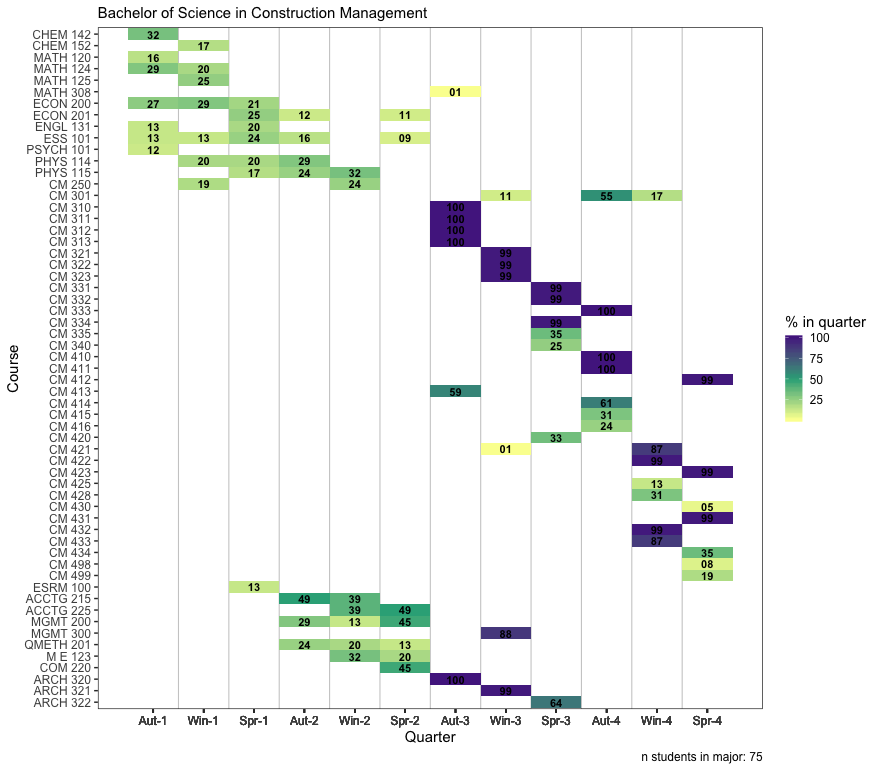 Bachelor of Science in Construction Management
CHEM 142 32
CHEM 152 17
MATH 120 16
MATH 124 29 20
MATH 125 25
MATH 308 01
ECON 200 27 29 21
ECON 201 25 12 11
ENGL 131 13 20
ESS 101 13 13 24 16 09
PSYCH 101 12
PHYS 114 20 20 29
PHYS 115 17 24 32
CM 250 19 24
CM 301 11 55 17
CM 310 100
CM 311 100
CM 312 100
CM 313 100
CM 321 99
CM 322 99
CM 323 99
CM 331 99
CM 332 99
CM 333 100
CM 334 99
CM 335 35
CM 340 25
CM 410 100
CM 411 100
CM 412 99
CM 413 59
CM 414 61
CM 415 31
CM 416 24
CM 420 33
CM 421 01 87
CM 422 99
CM 423 99
CM 425 13
CM 428 31
CM 430 05
CM 431 99
CM 432 99
CM 433 87
CM 434 35
CM 498 08
CM 499 19
ESRM 100 13
ACCTG 215 49 39
ACCTG 225 39 49
MGMT 200 29 13 45
MGMT 300 88
QMETH 201 24 20 13
M E 123 32 20
COM 220 45
ARCH 320 100
ARCH 321 99
ARCH 322 64
Course
Aut-1 Win-1 Spr-1 Aut-2 Win-2 Spr-2 Aut-3 Win-3 Spr-3 Aut-4 Win-4 Spr-4
Quarter
% in quarter
100
75
50
25
n students in major: 75